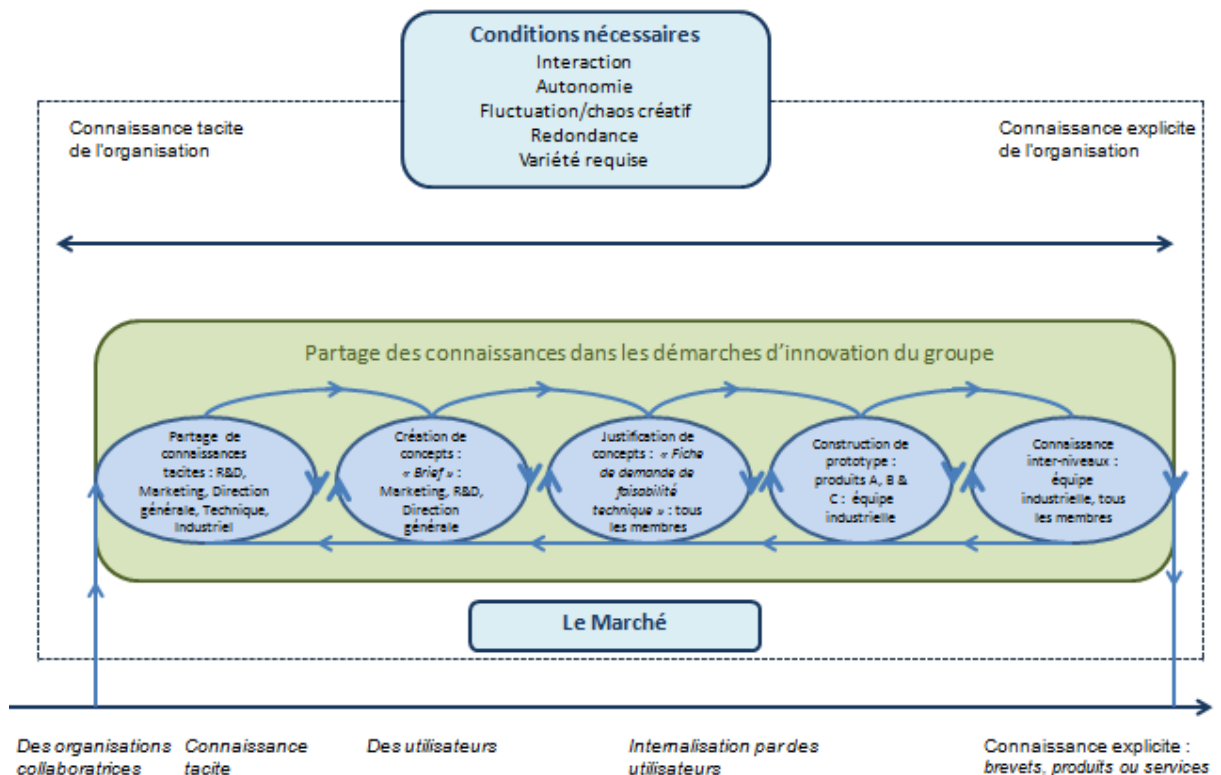 Conditions nécessaires
Interaction
Autonomie
Fluctuation/chaos créatif
Redondance
Variété requise
Connaissance tacite
de l'organisation
Connaissance explicite
de l'organisation
Partage des connaissances dans les démarches d'innovation du groupe
Partage de
connaissances
tacites : R&D,
Marketing, Direction
générale, Technique,
Industriel
Création de
concepts :
« Brief » :
Marketing, R&D,
Direction
générale
Justification de
concepts : « Fiche
de demande de
faisabilité
technique » : tous
les membres
Construction de
prototype :
produits A, B &
C : équipe
industrielle
Connaissance
inter-niveaux :
équipe
industrielle, tous
les membres
Le Marché
Des organisations
collaboratrices
Connaissance
tacite
Des utilisateurs
Internalisation par des
utilisateurs
Connaissance explicite :
brevets, produits ou services